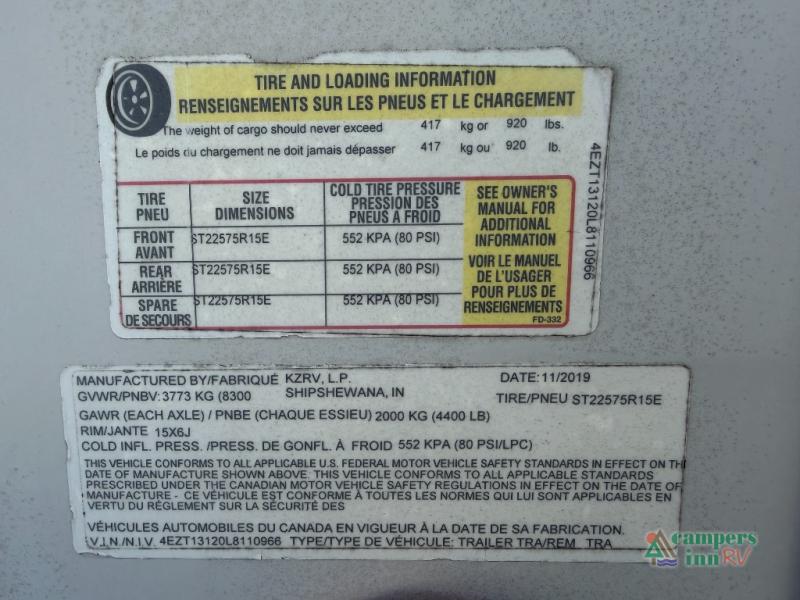 TIRE AND LOADING INFORMATION
RENSEIGNEMENTS SUR LES PNEUS ET LE CHARGEMENT
The weight of cargo should never exceed 417 kg or 920 lbs.
Le poids du chargement ne doit jamais dépasser 417 kg ou 920 lb.
TIRE
PNEU
SIZE
DIMENSIONS
COLD TIRE PRESSURE
PRESSION DES
PNEUS A FROID
FRONT
AVANT
ST22575R15E
552 KPA (80 PSI)
REAR
ARRIÈRE
ST22575R15E
552 KPA (80 PSI)
SPARE
DE SECOURS
ST22575R15E
552 KPA (80 PSI)
SEE OWNER'S
MANUAL FOR
ADDITIONAL
INFORMATION
VOIR LE MANUEL
DE L'USAGER
POUR PLUS DE
RENSEIGNEMENTS
FD-332
4EZT13120L8110966
MANUFACTURED BY/FABRIQUÉ KZRV, L.P. DATE: 11/2019
GVWR/PNBV: 3773 KG (8300 SHIPSHEWANA, IN TIRE/PNEU ST22575R15E
GAWR (EACH AXLE) / PNBE (CHAQUE ESSIEU) 2000 KG (4400 LB)
RIM/JANTE 15X6J
COLD INFL. PRESS. /PRESS. DE GONFL. À FROID 552 KPA (80 PSI/LPC)
THIS VEHICLE CONFORMS TO ALL APPLICABLE U.S. FEDERAL MOTOR VEHICLE SAFETY STANDARDS IN EFFECT ON THE
DATE OF MANUFACTURE SHOWN ABOVE. THIS VEHICLE CONFORMS TO ALL APPLICABLE STANDARDS
PRESCRIBED UNDER THE CANADIAN MOTOR VEHICLE SAFETY REGULATIONS IN EFFECT ON THE DATE OF
MANUFACTURE - CE VÉHICULE EST CONFORME À TOUTES LES NORMES QUI LUI SONT APPLICABLES EN
VERTU DU RÉGLEMENT SUR LA SÉCURITÉ DES
VÉHICULES AUTOMOBILES DU CANADA EN VIGUEUR À LA DATE DE SA FABRICATION.
V.I.N./N.I.V. 4EZT13120L8110966 TYPE/TYPE DE VÉHICULE: TRAILER TRA/REM TRA
campers
inn RV